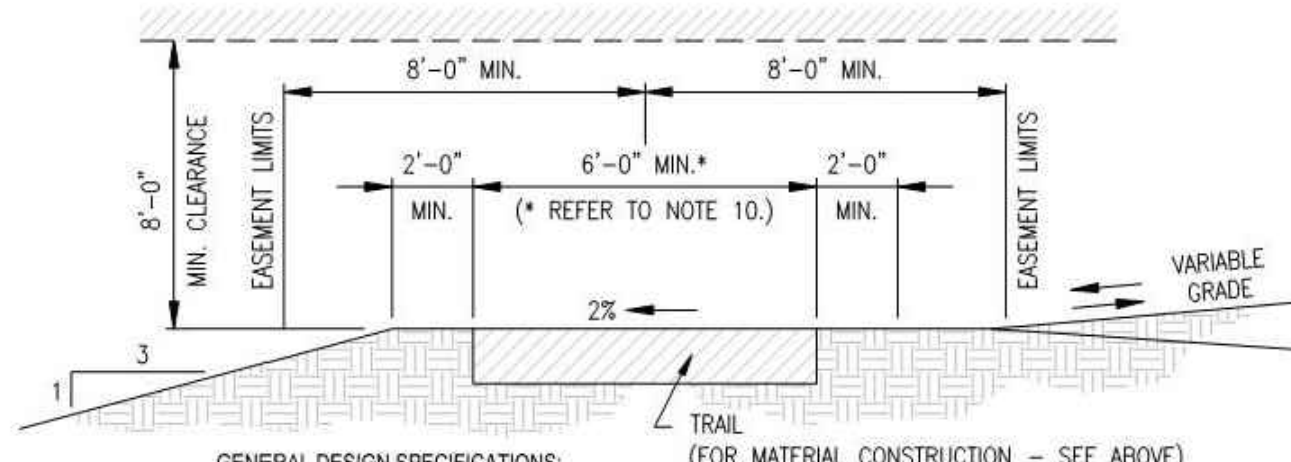 8'-0" MIN.
8'-0" MIN.
8'-0"
MIN. CLEARANCE
EASEMENT LIMITS
2'-0"
MIN.
6'-0" MIN.*
(* REFER TO NOTE 10.)
2'-0"
MIN.
EASEMENT LIMITS
VARIABLE
GRADE
2%
3
1
TRAIL
(FOR MATERIAL CONSTRUCTION – SEE ABOVE)
GENERAL DESIGN SPECIFICATIONS: